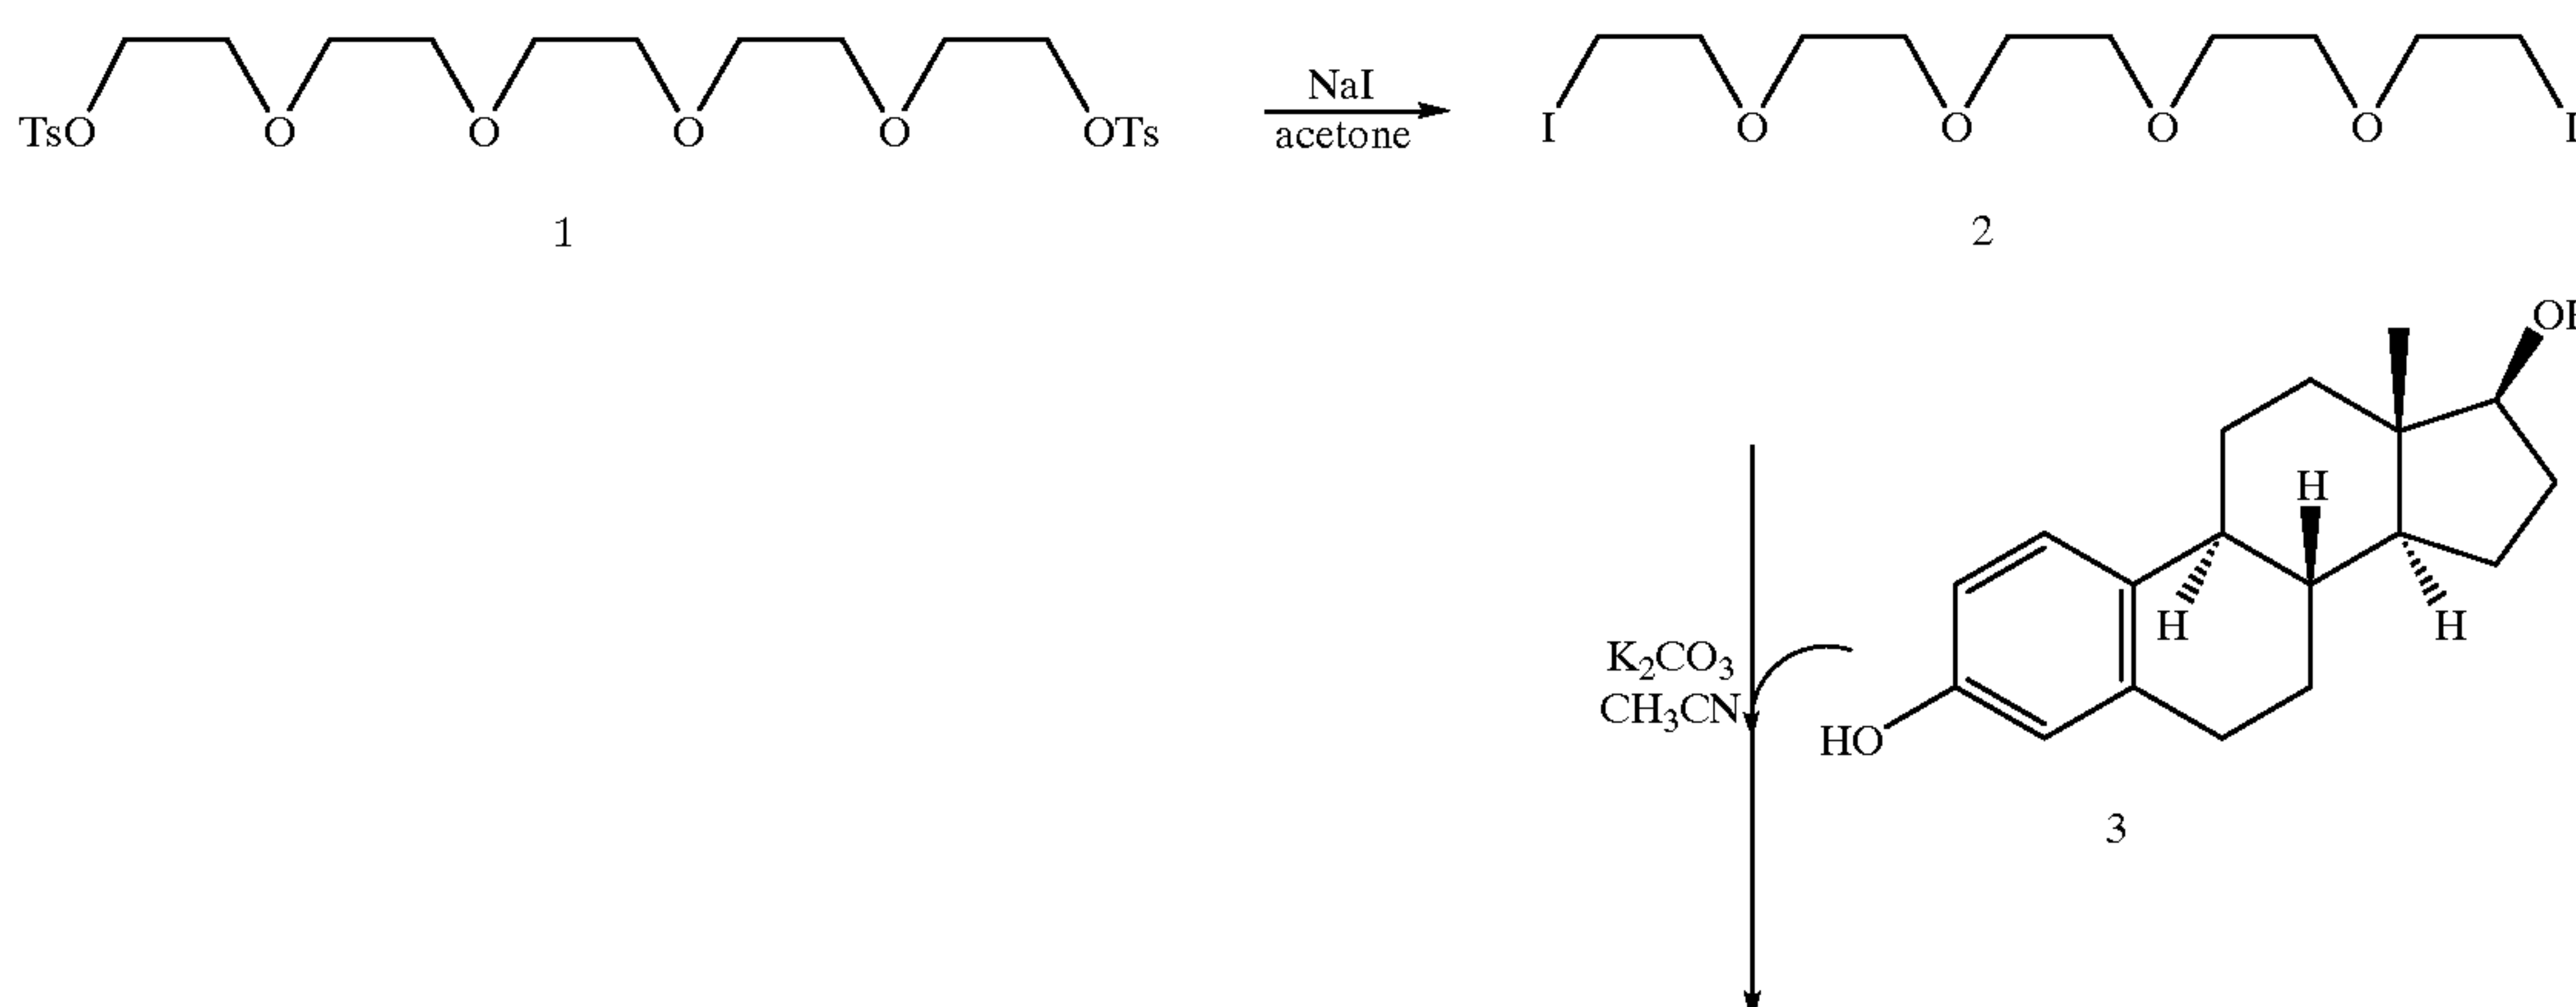 TsO O O O O OTs
NaI
acetone
I O O O O I
1
2
H
H
H
K₂CO₃
CH₃CN
HO
3